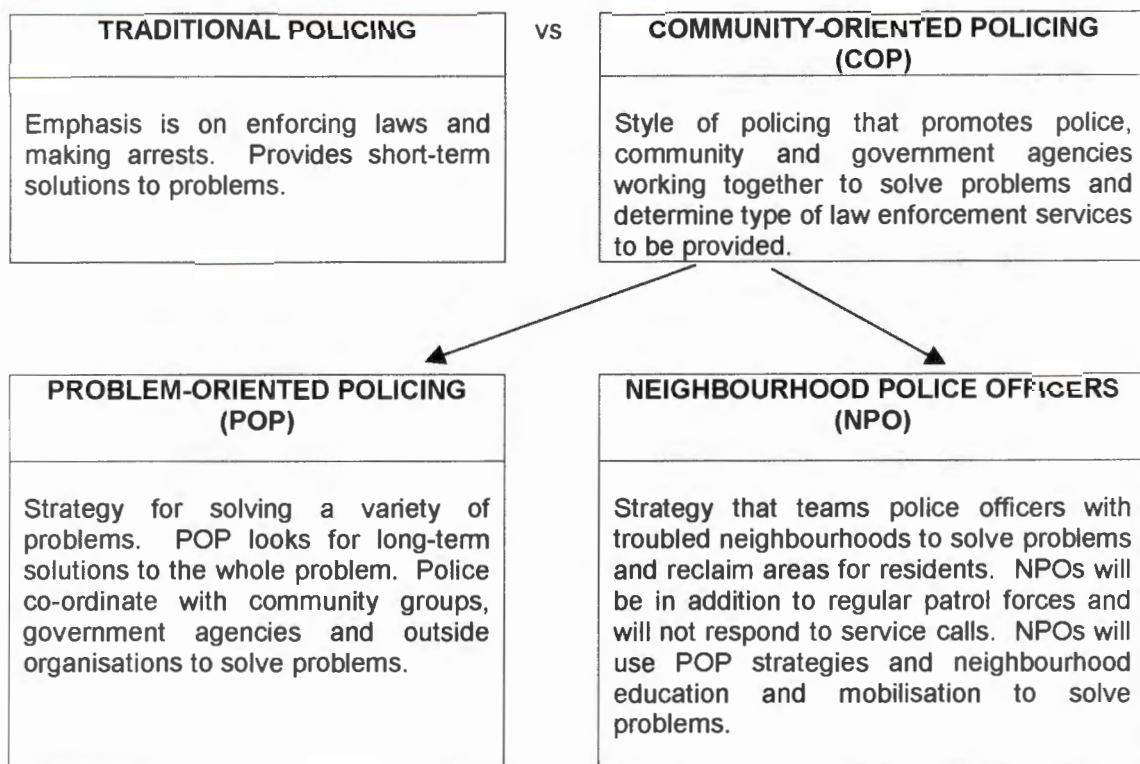 TRADITIONAL POLICING
Emphasis is on enforcing laws and
making arrests. Provides short-term
solutions to problems.
vs
COMMUNITY-ORIENTED POLICING
(COP)
Style of policing that promotes police,
community and government agencies
working together to solve problems and
determine type of law enforcement services
to be provided.
PROBLEM-ORIENTED POLICING
(POP)
Strategy for solving a variety of
problems. POP looks for long-term
solutions to the whole problem. Police
co-ordinate with community groups,
government agencies and outside
organisations to solve problems.
NEIGHBOURHOOD POLICE OFFICERS
(NPO)
Strategy that teams police officers with
troubled neighbourhoods to solve problems
and reclaim areas for residents. NPOs will
be in addition to regular patrol forces and
will not respond to service calls. NPOs will
use POP strategies and neighbourhood
education and mobilisation to solve
problems.